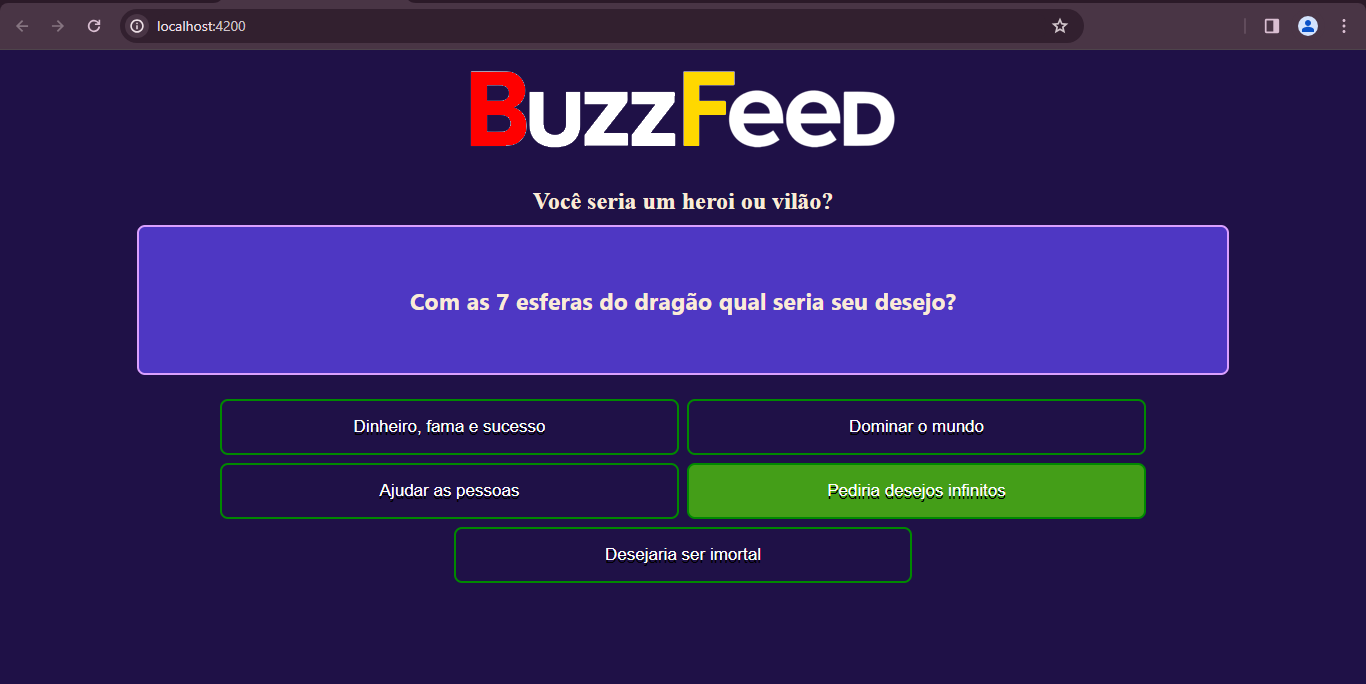 localhost:4200
BuzzFeed
Você seria um heroi ou vilão?
Com as 7 esferas do dragão qual seria seu desejo?
Dinheiro, fama e sucesso
Dominar o mundo
Ajudar as pessoas
Pediria desejos infinitos
Desejaria ser imortal